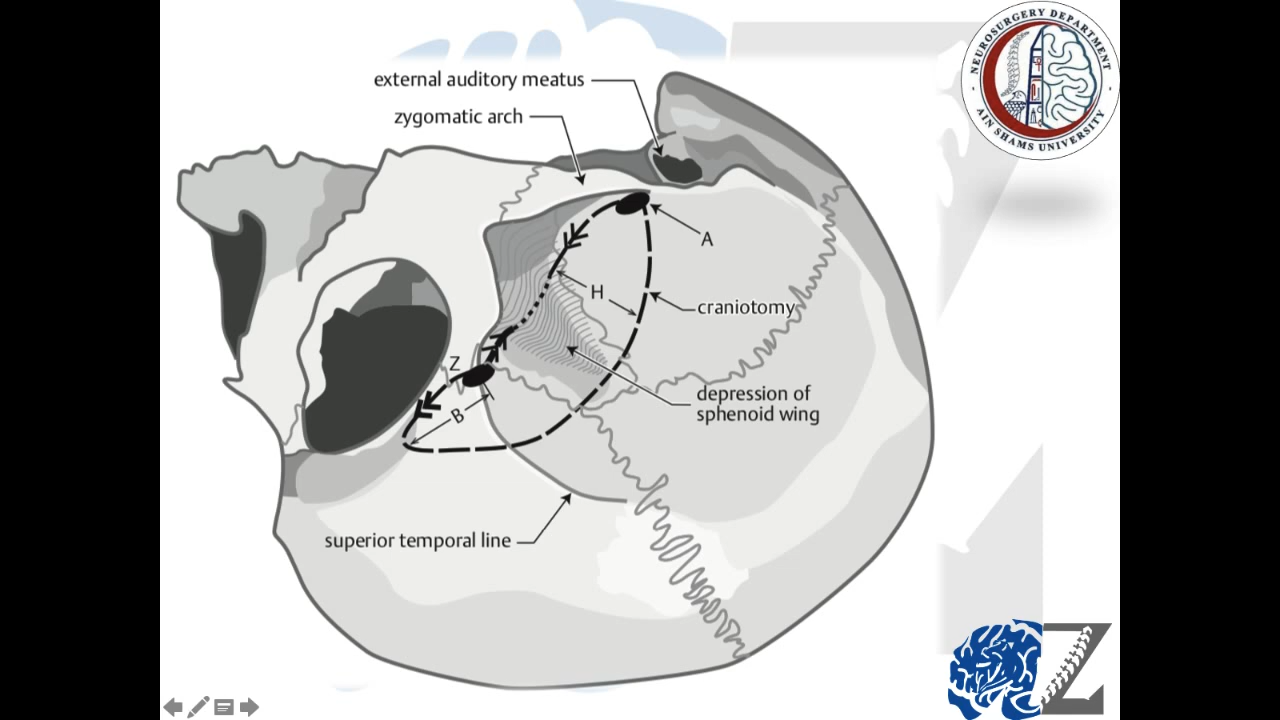 external auditory meatus
zygomatic arch
A
H
craniotomy
Z
B
depression of
sphenoid wing
superior temporal line
NEUROSURGERY DEPARTMENT
AIN SHAMS UNIVERSITY
Z